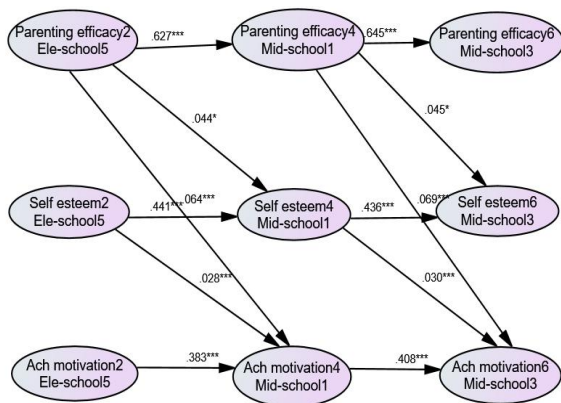 Parenting efficacy2
Ele-school5
.627***
Parenting efficacy4
Mid-school1
.645***
Parenting efficacy6
Mid-school3
.044*
.045*
Self esteem2
Ele-school5
.441***
.064***
Self esteem4
Mid-school1
.436***
.069***
Self esteem6
Mid-school3
.028***
.030***
Ach motivation2
Ele-school5
.383***
Ach motivation4
Mid-school1
.408***
Ach motivation6
Mid-school3